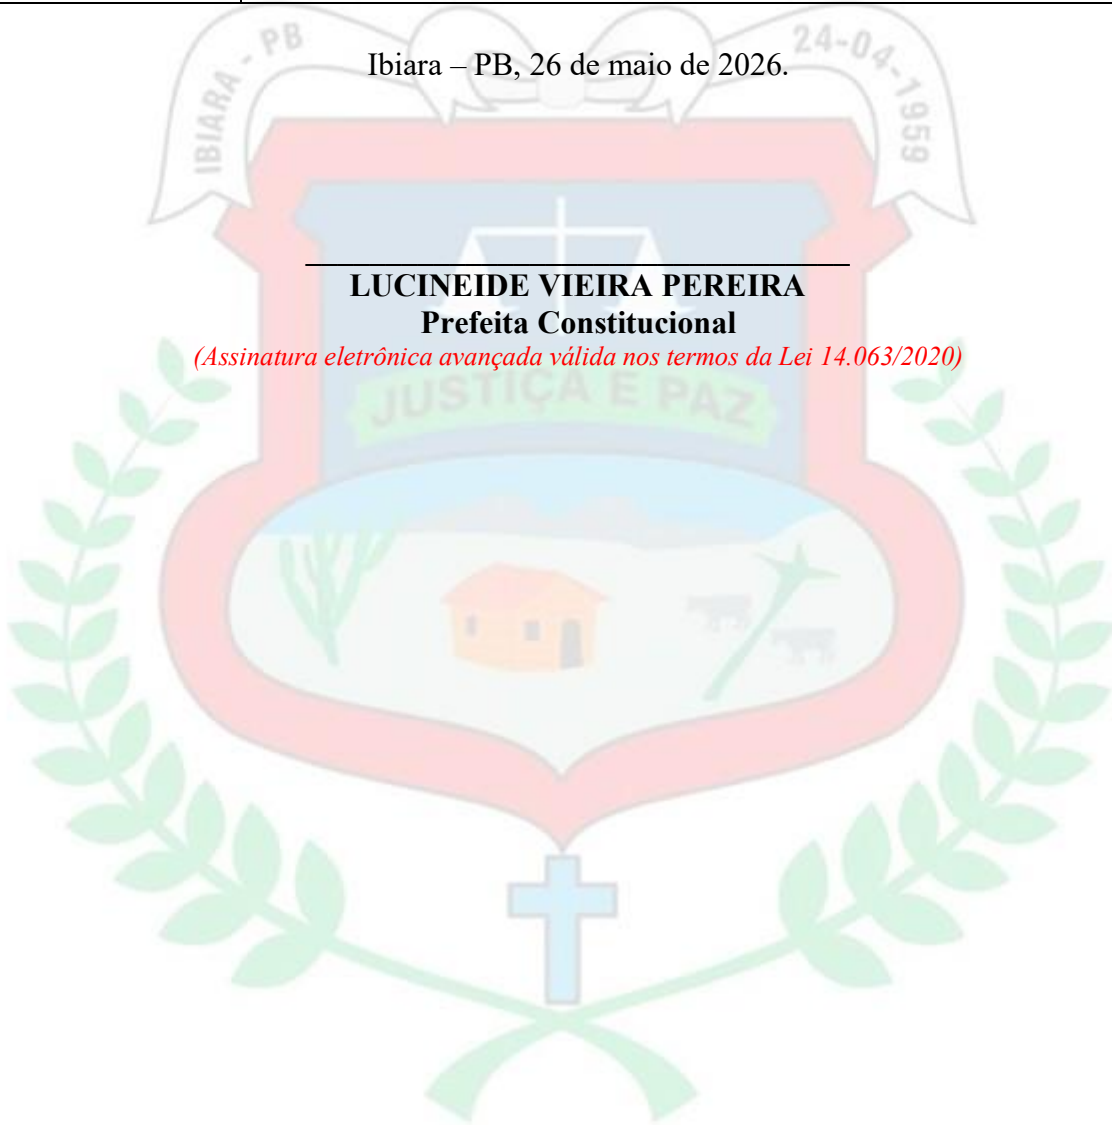 IBIARA - PB
24-04-1959
Ibiara – PB, 26 de maio de 2026.
LUCINEIDE VIEIRA PEREIRA
Prefeita Constitucional
(Assinatura eletrônica avançada válida nos termos da Lei 14.063/2020)
JUSTIÇA E PAZ